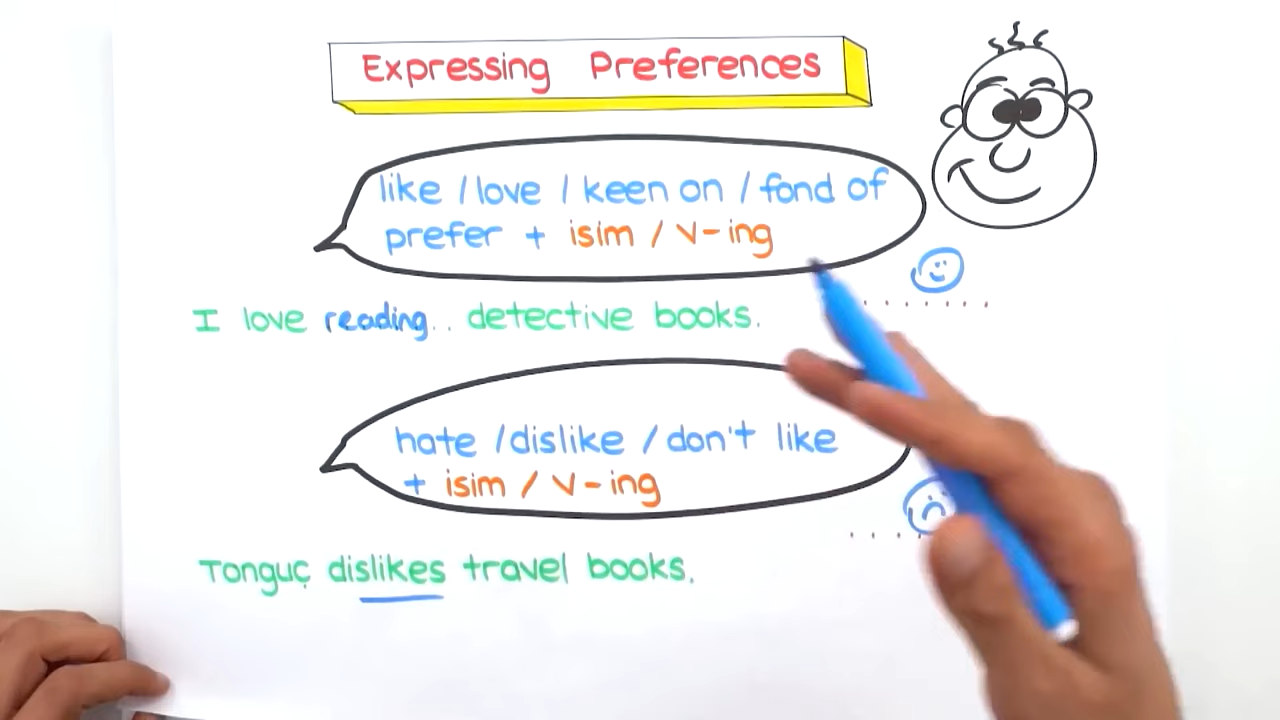 Expressing Preferences
like / love / keen on / fond of
prefer + isim / v-ing
I love reading.. detective books.
hate / dislike / don't like
+ isim / v-ing
Tonguç dislikes travel books.